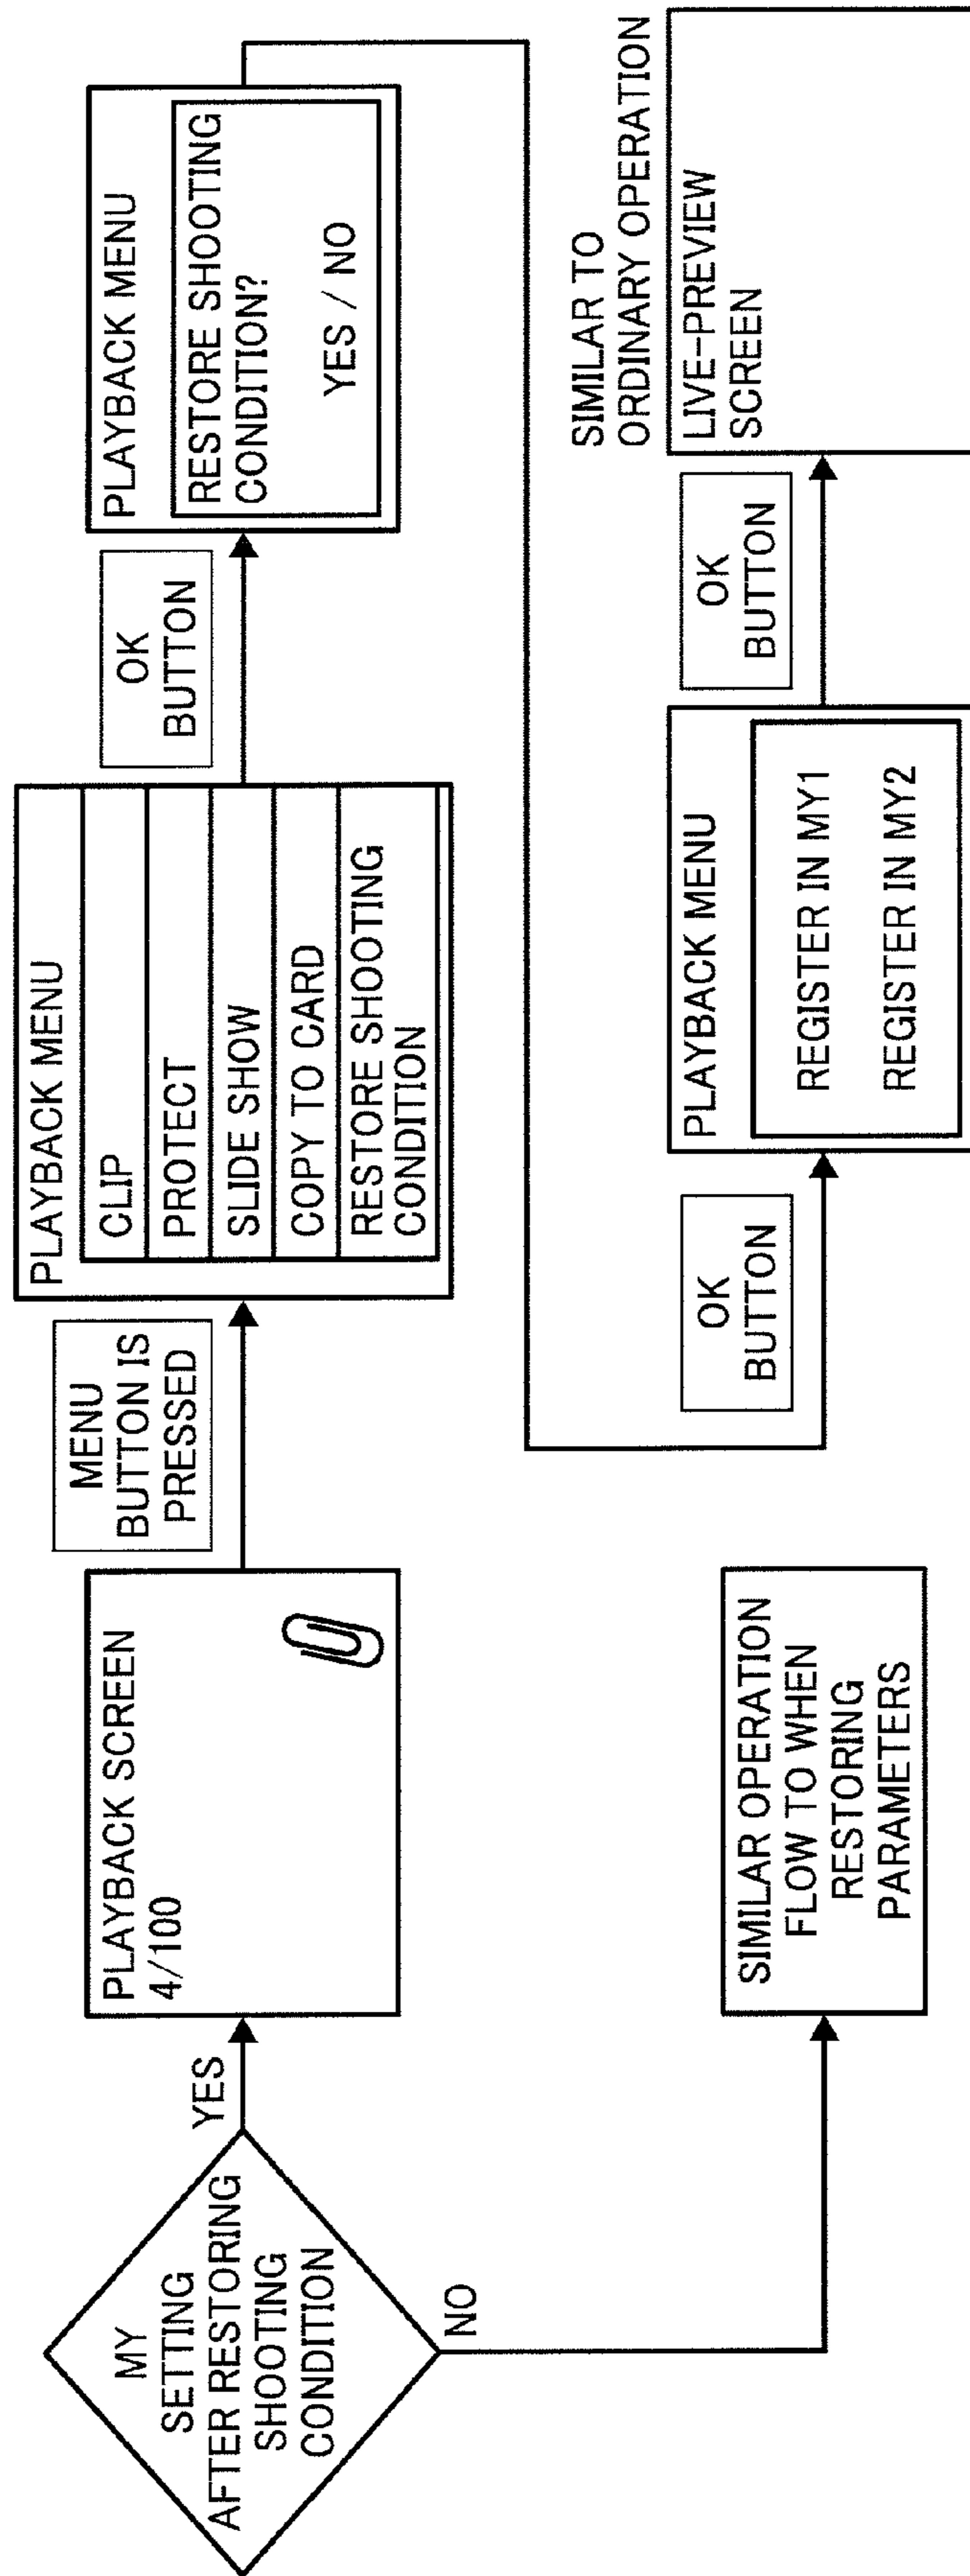 MY
SETTING
AFTER RESTORING
SHOOTING
CONDITION
YES
NO
PLAYBACK SCREEN
4/100
MENU
BUTTON IS
PRESSED
PLAYBACK MENU
CLIP
PROTECT
SLIDE SHOW
COPY TO CARD
RESTORE SHOOTING
CONDITION
OK
BUTTON
PLAYBACK MENU
RESTORE SHOOTING
CONDITION?
YES / NO
SIMILAR OPERATION
FLOW TO WHEN
RESTORING
PARAMETERS
OK
BUTTON
PLAYBACK MENU
REGISTER IN MY1
REGISTER IN MY2
OK
BUTTON
SIMILAR TO
ORDINARY OPERATION
LIVE-PREVIEW
SCREEN